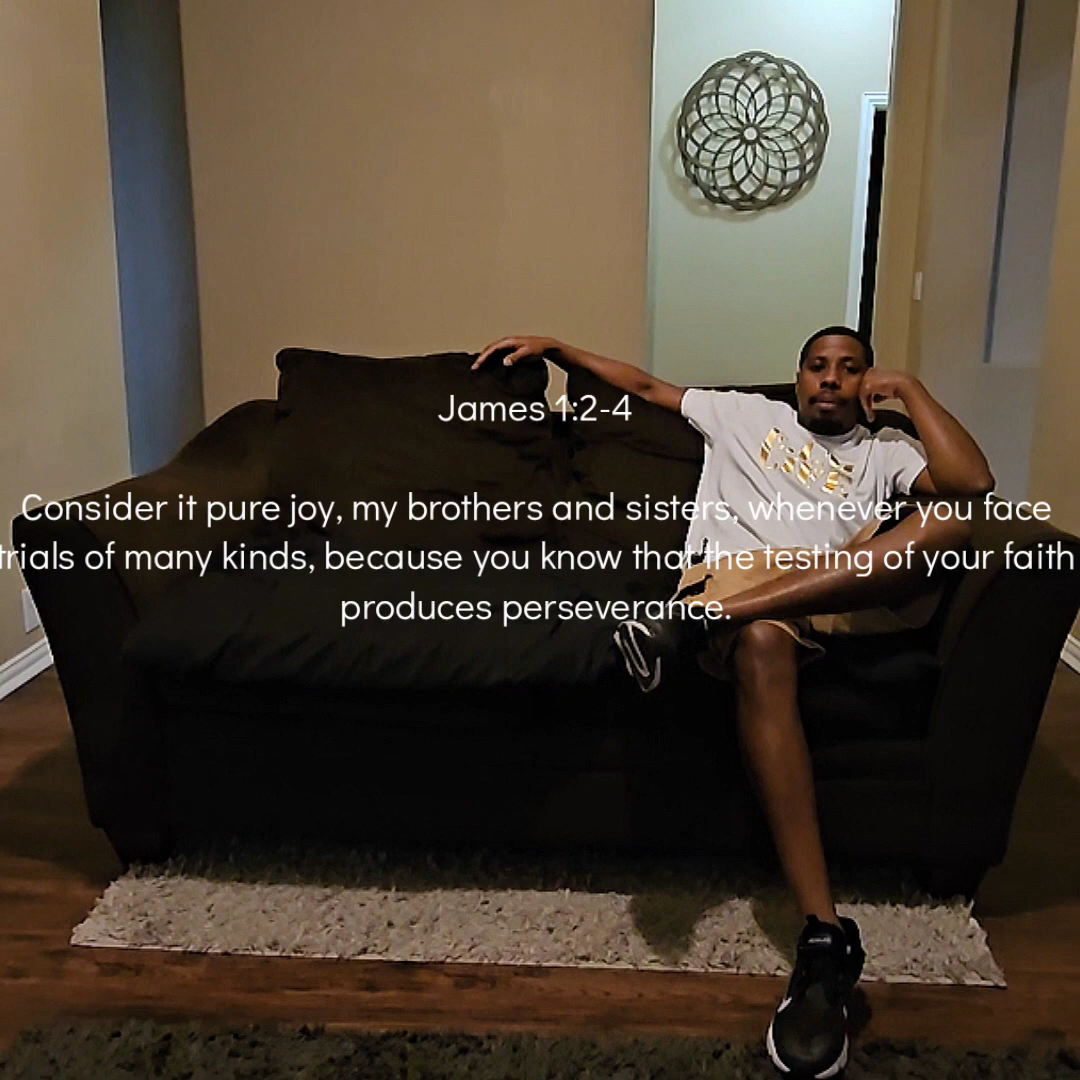 James 1:2-4
Consider it pure joy, my brothers and sisters, whenever you face
trials of many kinds, because you know that the testing of your faith
produces perseverance.